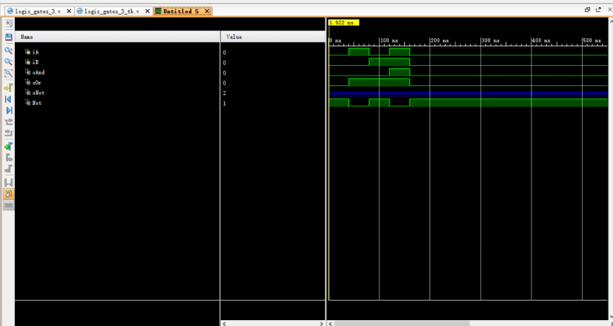 logic_gates_3.v × logic_gates_3_tb.v × Untitled 5 ×
1.922 ns
Name Value
0 ns 100 ns 200 ns 300 ns 400 ns 500 ns
iA 0
iB 0
oAnd 0
oOr 0
oNot Z
Not 1